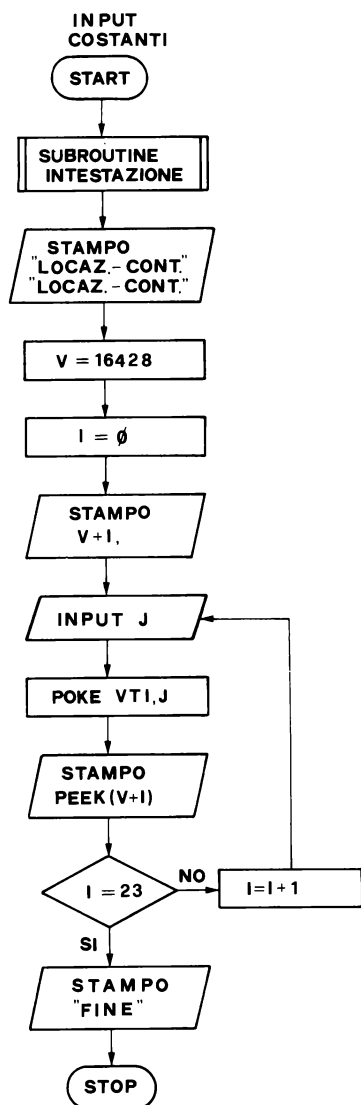 INPUT
COSTANTI
START
SUBROUTINE
INTESTAZIONE
STAMPO
"LOCAZ.-CONT."
"LOCAZ.-CONT."
V = 16428
I = Ø
STAMPO
V+I,
INPUT J
POKE VTI,J
STAMPO
PEEK(V+I)
I = 23
NO
I=I+1
SI
STAMPO
"FINE"
STOP